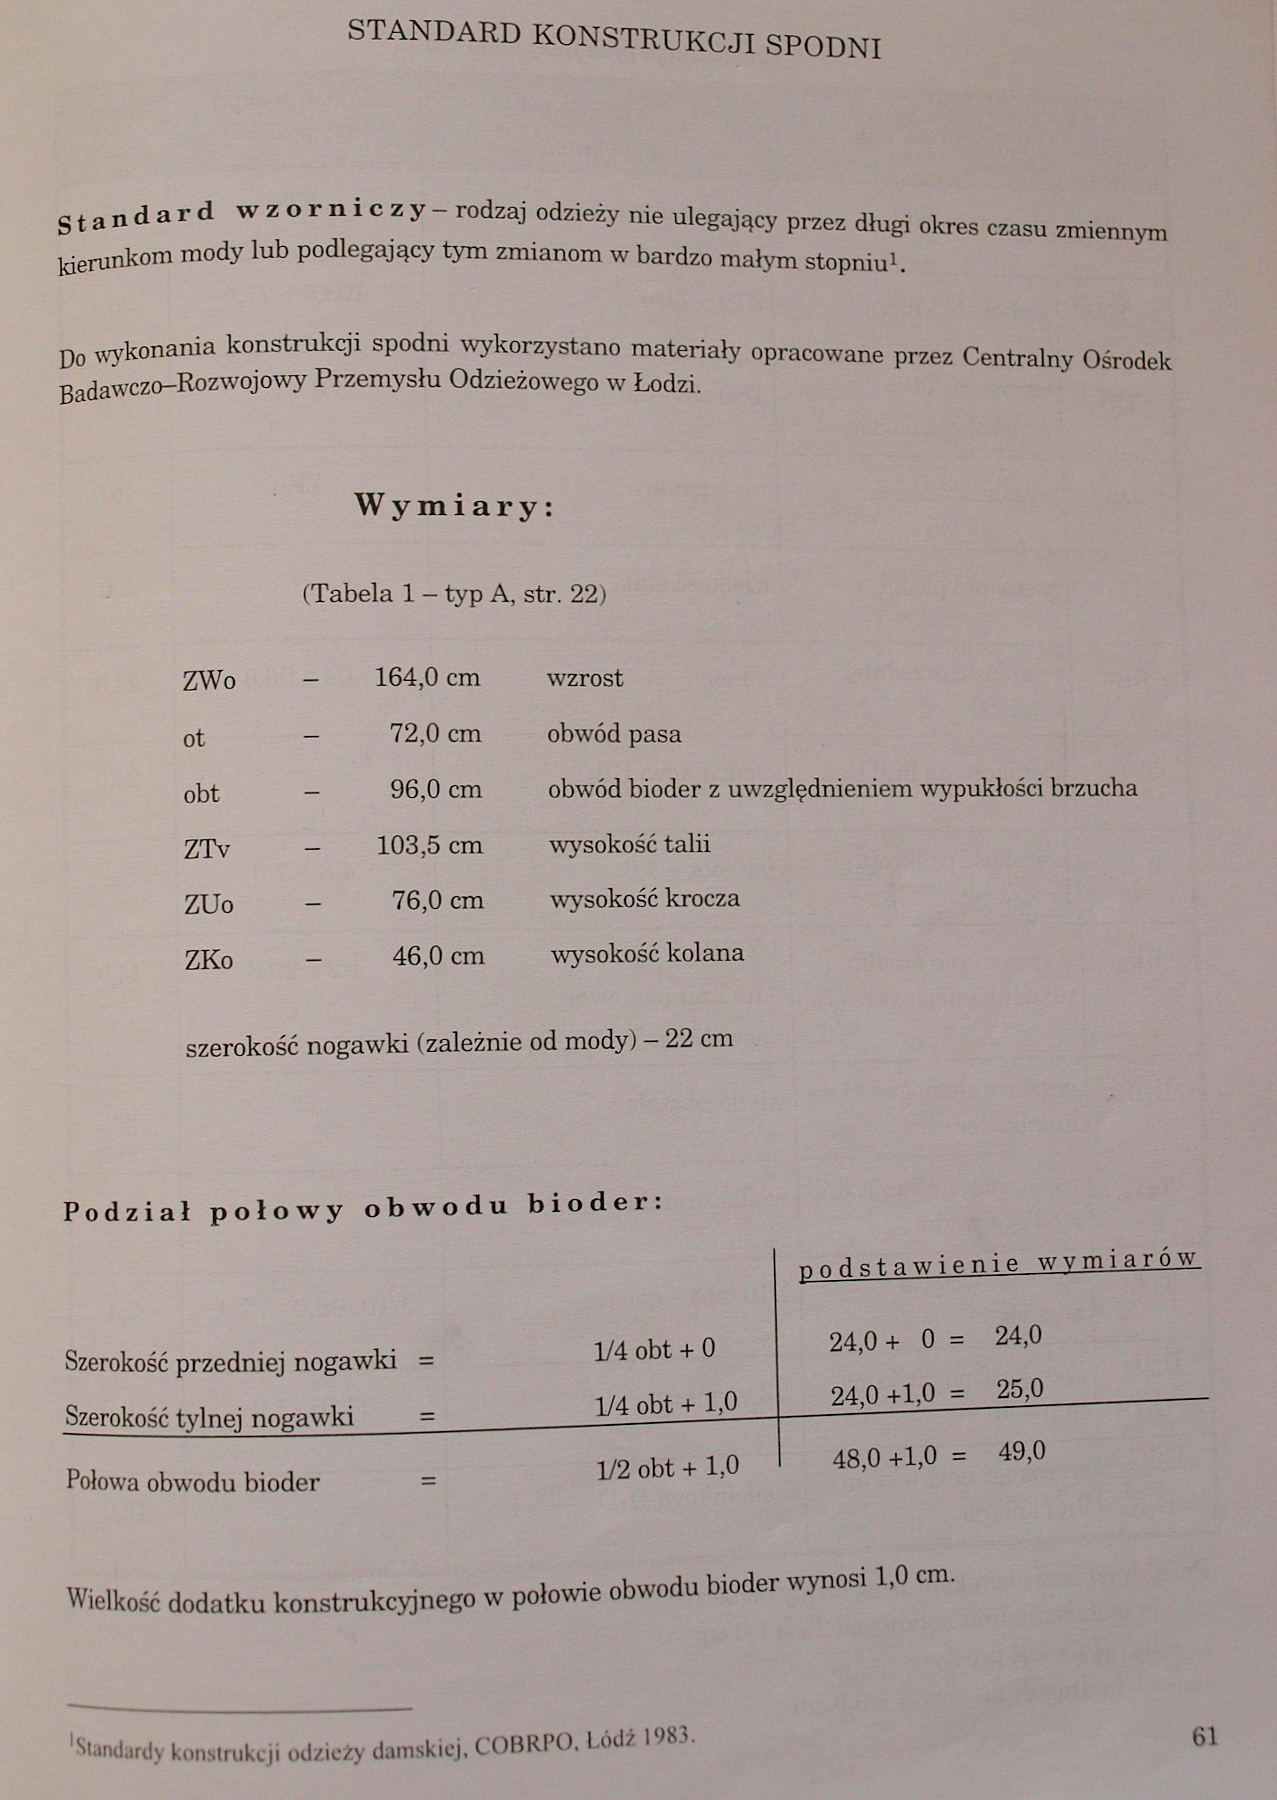 STANDARD KONSTRUKCJI SPODNI
Standard wzorniczy – rodzaj odzieży nie ulegający przez długi okres czasu zmiennym
kierunkom mody lub podlegający tym zmianom w bardzo małym stopniu¹.
Do wykonania konstrukcji spodni wykorzystano materiały opracowane przez Centralny Ośrodek
Badawczo–Rozwojowy Przemysłu Odzieżowego w Łodzi.
Wymiary:
(Tabela 1 – typ A, str. 22)
ZWo – 164,0 cm wzrost
ot – 72,0 cm obwód pasa
obt – 96,0 cm obwód bioder z uwzględnieniem wypukłości brzucha
ZTv – 103,5 cm wysokość talii
ZUo – 76,0 cm wysokość krocza
ZKo – 46,0 cm wysokość kolana
szerokość nogawki (zależnie od mody) – 22 cm
Podział połowy obwodu bioder:
podstawienie wymiarów
Szerokość przedniej nogawki = 1/4 obt + 0 24,0 + 0 = 24,0
Szerokość tylnej nogawki = 1/4 obt + 1,0 24,0 +1,0 = 25,0
Połowa obwodu bioder = 1/2 obt + 1,0 48,0 +1,0 = 49,0
Wielkość dodatku konstrukcyjnego w połowie obwodu bioder wynosi 1,0 cm.
¹Standardy konstrukcji odzieży damskiej, COBRPO, Łódź 1983.
61